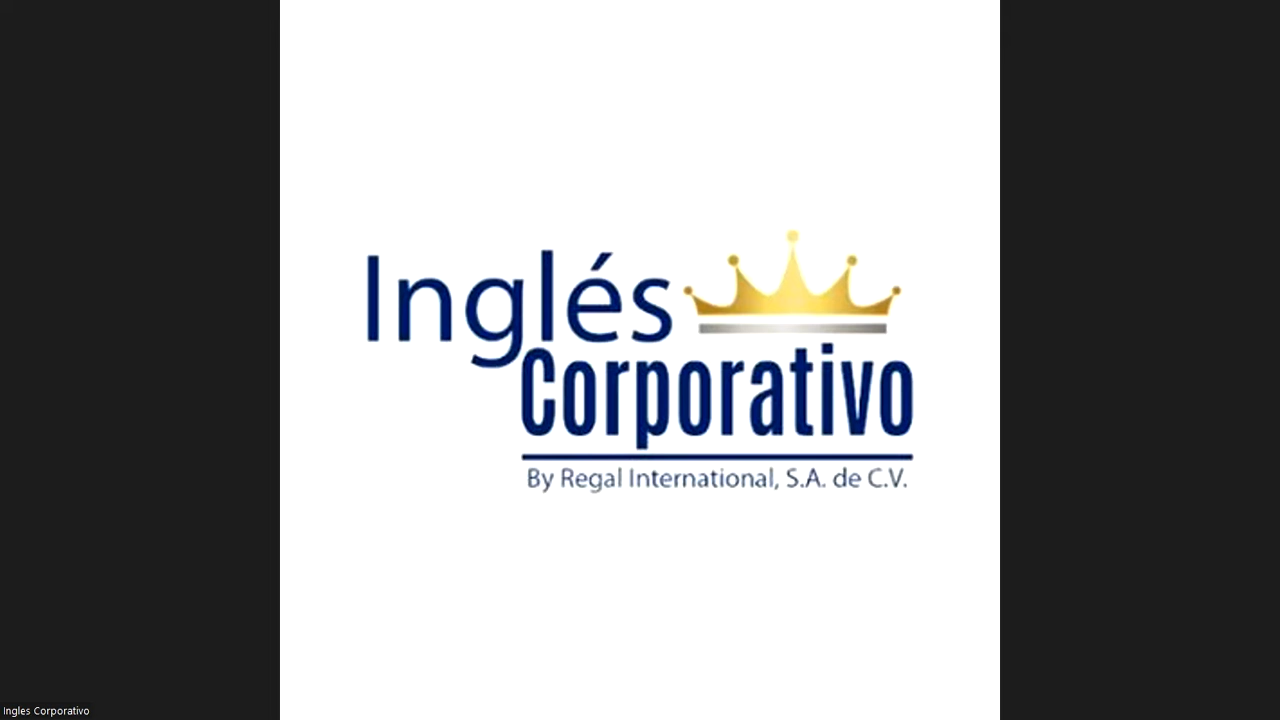 Inglés
Corporativo
By Regal International, S.A. de C.V.
Ingles Corporativo